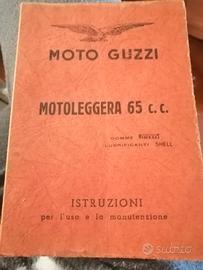 MOTO GUZZI
MOTOLEGGERA 65 c.c.
GOMME PIRELLI
LUBRIFICANTI SHELL
ISTRUZIONI
per l'uso e la manutenzione
subito